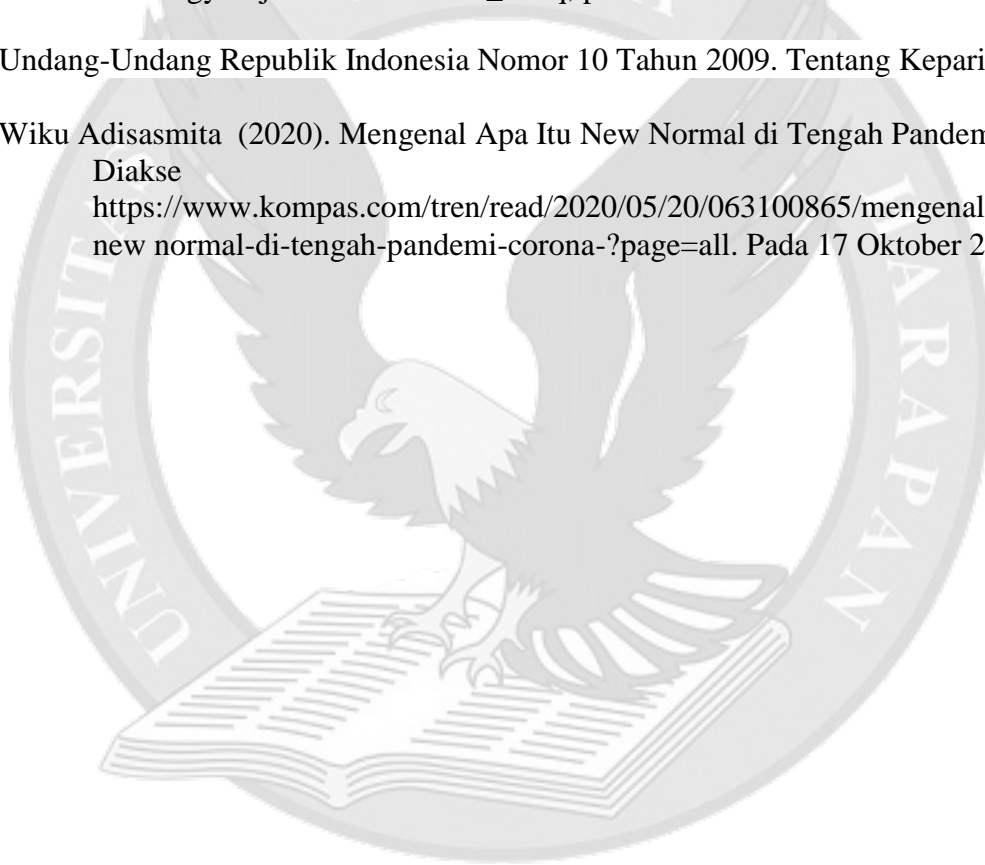 Undang-Undang Republik Indonesia Nomor 10 Tahun 2009. Tentang Kepari
Wiku Adisasmita (2020). Mengenal Apa Itu New Normal di Tengah Pandem
Diakse
https://www.kompas.com/tren/read/2020/05/20/063100865/mengenal
new normal-di-tengah-pandemi-corona-?page=all. Pada 17 Oktober 2
UNIVERSITAS
HARAPAN